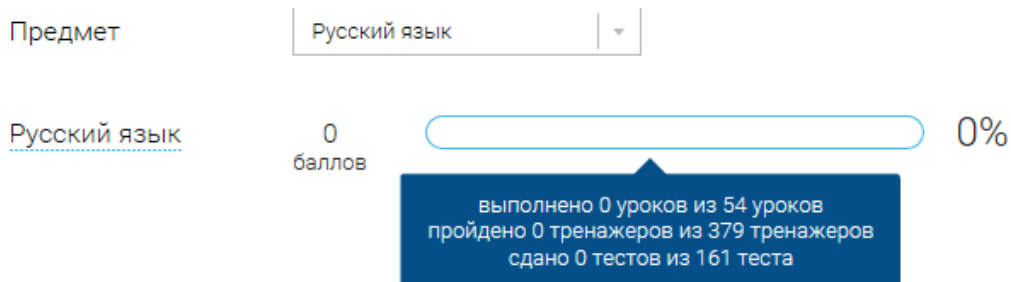 Предмет
Русский язык
Русский язык
0
баллов
0%
выполнено 0 уроков из 54 уроков
пройдено 0 тренажеров из 379 тренажеров
сдано 0 тестов из 161 теста